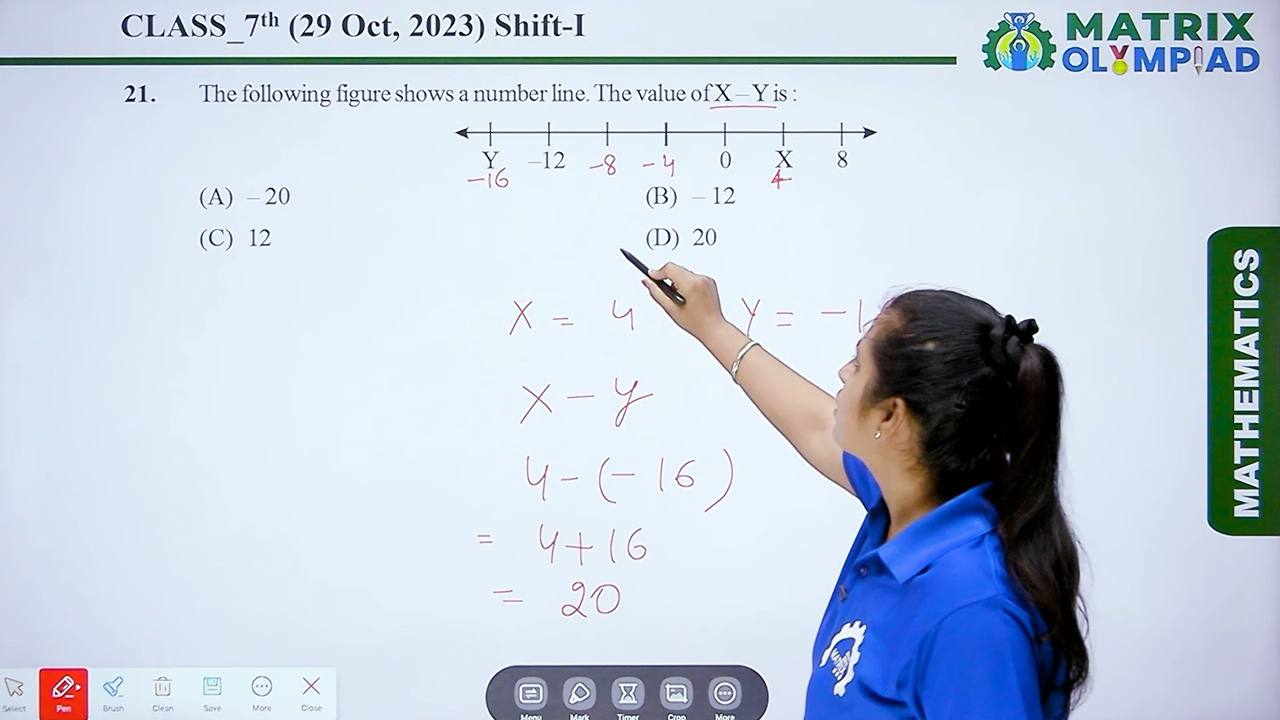 CLASS_7th (29 Oct, 2023) Shift-I
MATRIX
OLYMPIAD
21. The following figure shows a number line. The value of X – Y is :
Y –12 -8 -4 0 X 8
-16 4
(A) – 20 (B) – 12
(C) 12 (D) 20
X = 4 Y = -1
X - Y
4 - (-16)
= 4+16
= 20
MATHEMATICS
Select Pen Brush Clean Save More Close
Menu Mark Timer Crop More